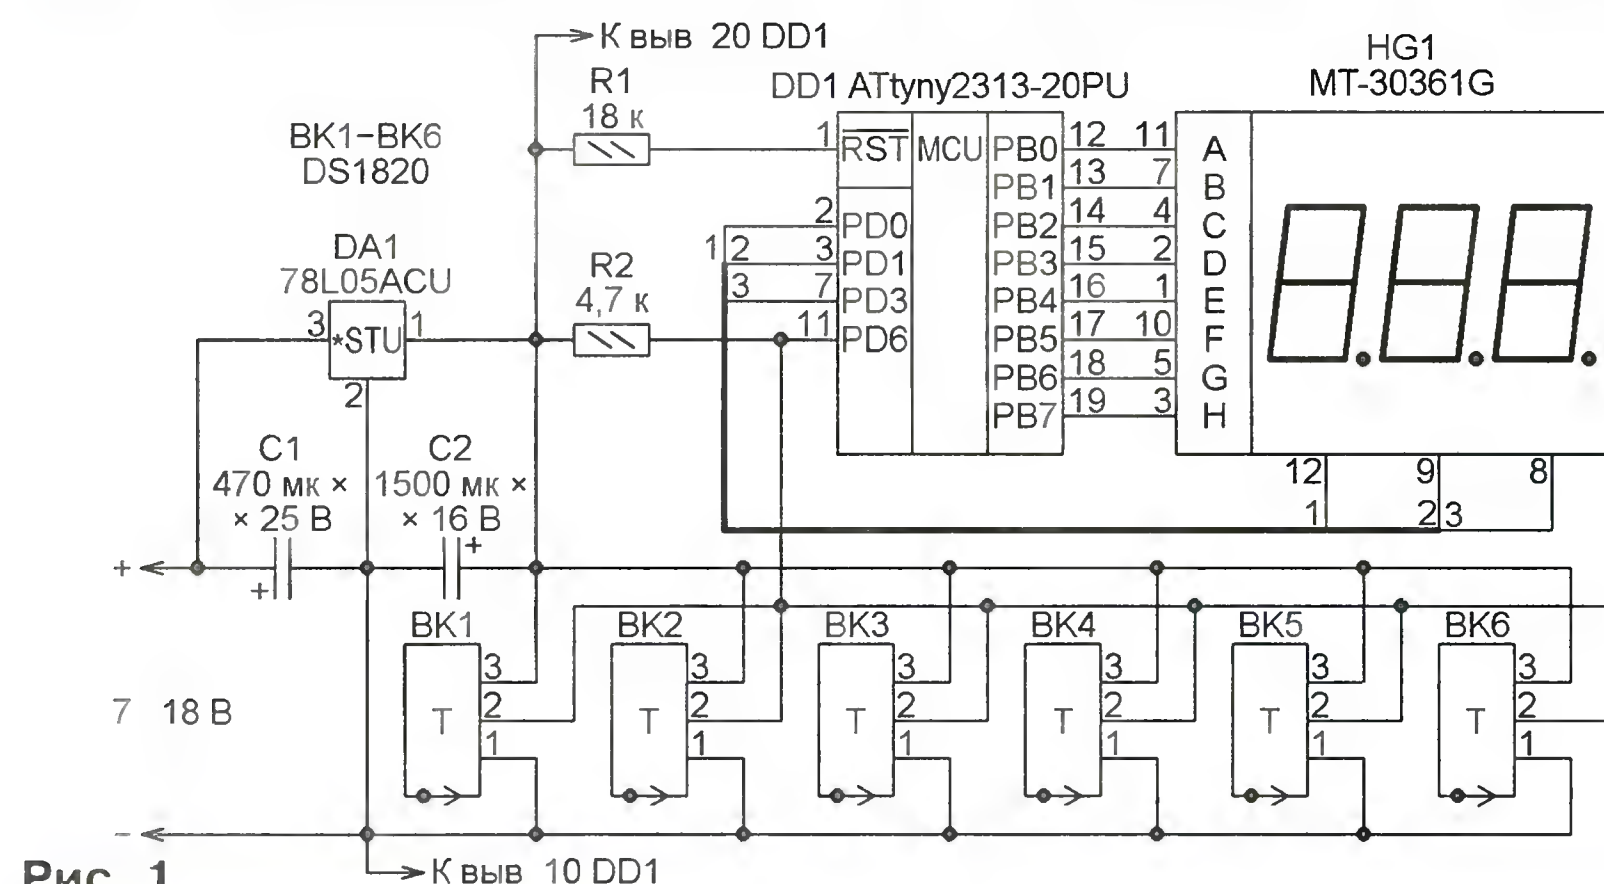 К выв 20 DD1
HG1
MT-30361G
R1
18 к
DD1 ATtyny2313-20PU
BK1-BK6
DS1820
1 RST MCU PB0 12 11 A
PB1 13 7 B
2 PD0 PB2 14 4 C
1 2 3 PD1 PB3 15 2 D
3 7 PD3 PB4 16 1 E
11 PD6 PB5 17 10 F
PB6 18 5 G
PB7 19 3 H
DA1
78L05ACU
R2
4,7 к
3 *STU 1
2
12 9 8
1 2 3
C1
470 мк ×
× 25 В
C2
1500 мк ×
× 16 В
+
+
+
BK1 BK2 BK3 BK4 BK5 BK6
3 3 3 3 3 3
T 2 T 2 T 2 T 2 T 2 T 2
1 1 1 1 1 1
7 18 В
–
К выв 10 DD1
Рис. 1